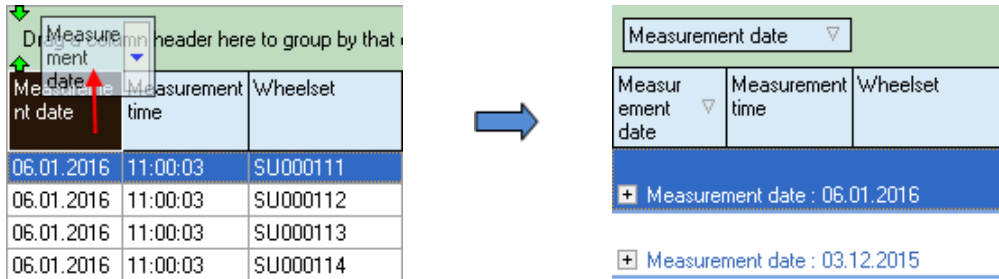 Measure
ment
date
Drag a column header here to group by that
Measureme
nt date
Measurement
time
Wheelset
06.01.2016 11:00:03 SU000111
06.01.2016 11:00:03 SU000112
06.01.2016 11:00:03 SU000113
06.01.2016 11:00:03 SU000114
Measurement date
Measur
ement
date
Measurement
time
Wheelset
Measurement date : 06.01.2016
Measurement date : 03.12.2015